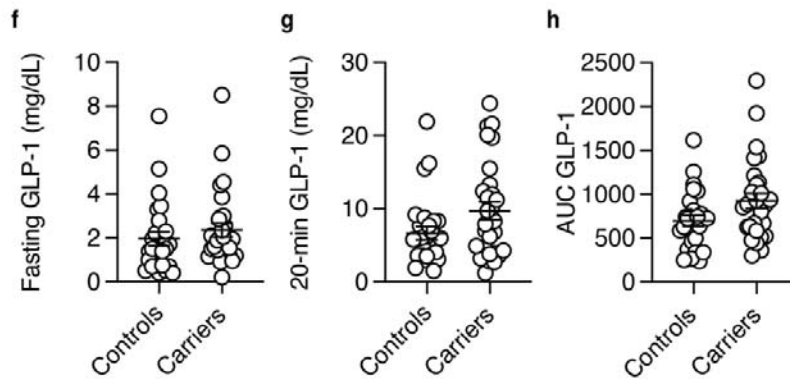 f
Fasting GLP-1 (mg/dL)
10
8
6
4
2
0
Controls
Carriers
g
20-min GLP-1 (mg/dL)
30
20
10
0
Controls
Carriers
h
AUC GLP-1
2500
2000
1500
1000
500
0
Controls
Carriers